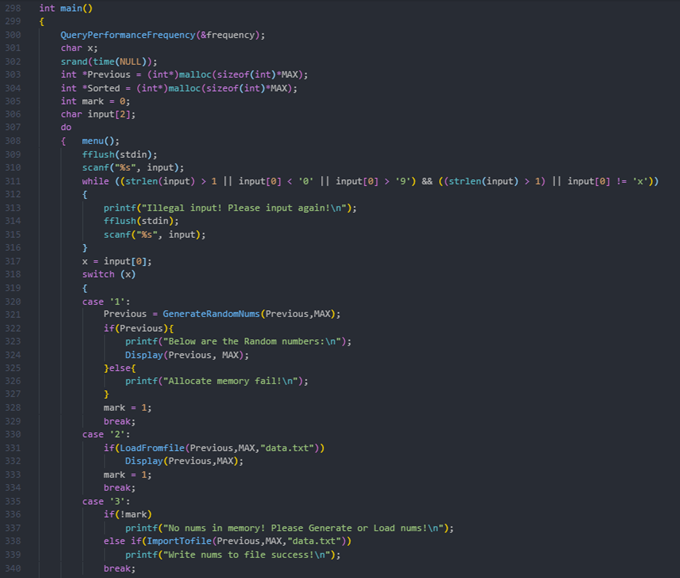 298 int main()
299 {
300 QueryPerformanceFrequency(&frequency);
301 char x;
302 srand(time(NULL));
303 int *Previous = (int*)malloc(sizeof(int)*MAX);
304 int *Sorted = (int*)malloc(sizeof(int)*MAX);
305 int mark = 0;
306 char input[2];
307 do
308 { menu();
309 fflush(stdin);
310 scanf("%s", input);
311 while ((strlen(input) > 1 || input[0] < '0' || input[0] > '9') && ((strlen(input) > 1) || input[0] != 'x'))
312 {
313 printf("Illegal input! Please input again!\n");
314 fflush(stdin);
315 scanf("%s", input);
316 }
317 x = input[0];
318 switch (x)
319 {
320 case '1':
321 Previous = GenerateRandomNums(Previous,MAX);
322 if(Previous){
323 printf("Below are the Random numbers:\n");
324 Display(Previous, MAX);
325 }else{
326 printf("Allocate memory fail!\n");
327 }
328 mark = 1;
329 break;
330 case '2':
331 if(LoadFromfile(Previous,MAX,"data.txt"))
332 Display(Previous,MAX);
333 mark = 1;
334 break;
335 case '3':
336 if(!mark)
337 printf("No nums in memory! Please Generate or Load nums!\n");
338 else if(ImportTofile(Previous,MAX,"data.txt"))
339 printf("Write nums to file success!\n");
340 break;